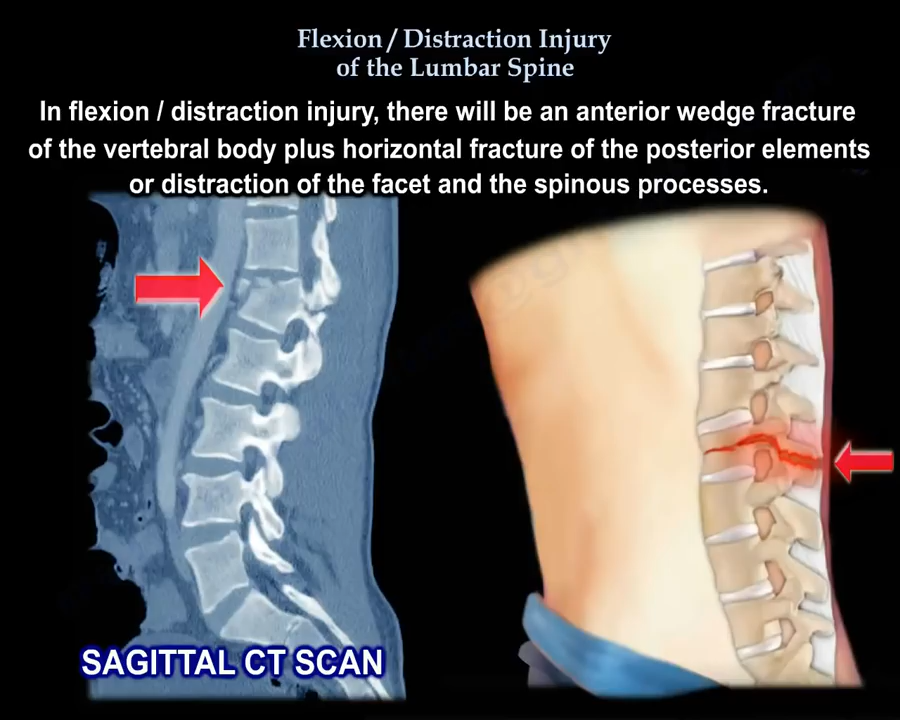 Flexion / Distraction Injury
of the Lumbar Spine
In flexion / distraction injury, there will be an anterior wedge fracture
of the vertebral body plus horizontal fracture of the posterior elements
or distraction of the facet and the spinous processes.
SAGITTAL CT SCAN